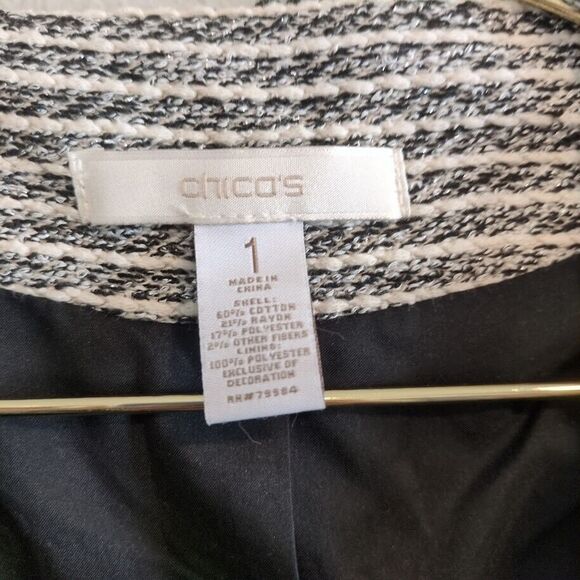 chico's
1
MADE IN
CHINA
SHELL:
60% COTTON
21% RAYON
17% POLYESTER
2% OTHER FIBERS
LINING:
100% POLYESTER
EXCLUSIVE OF
DECORATION
RN#79984